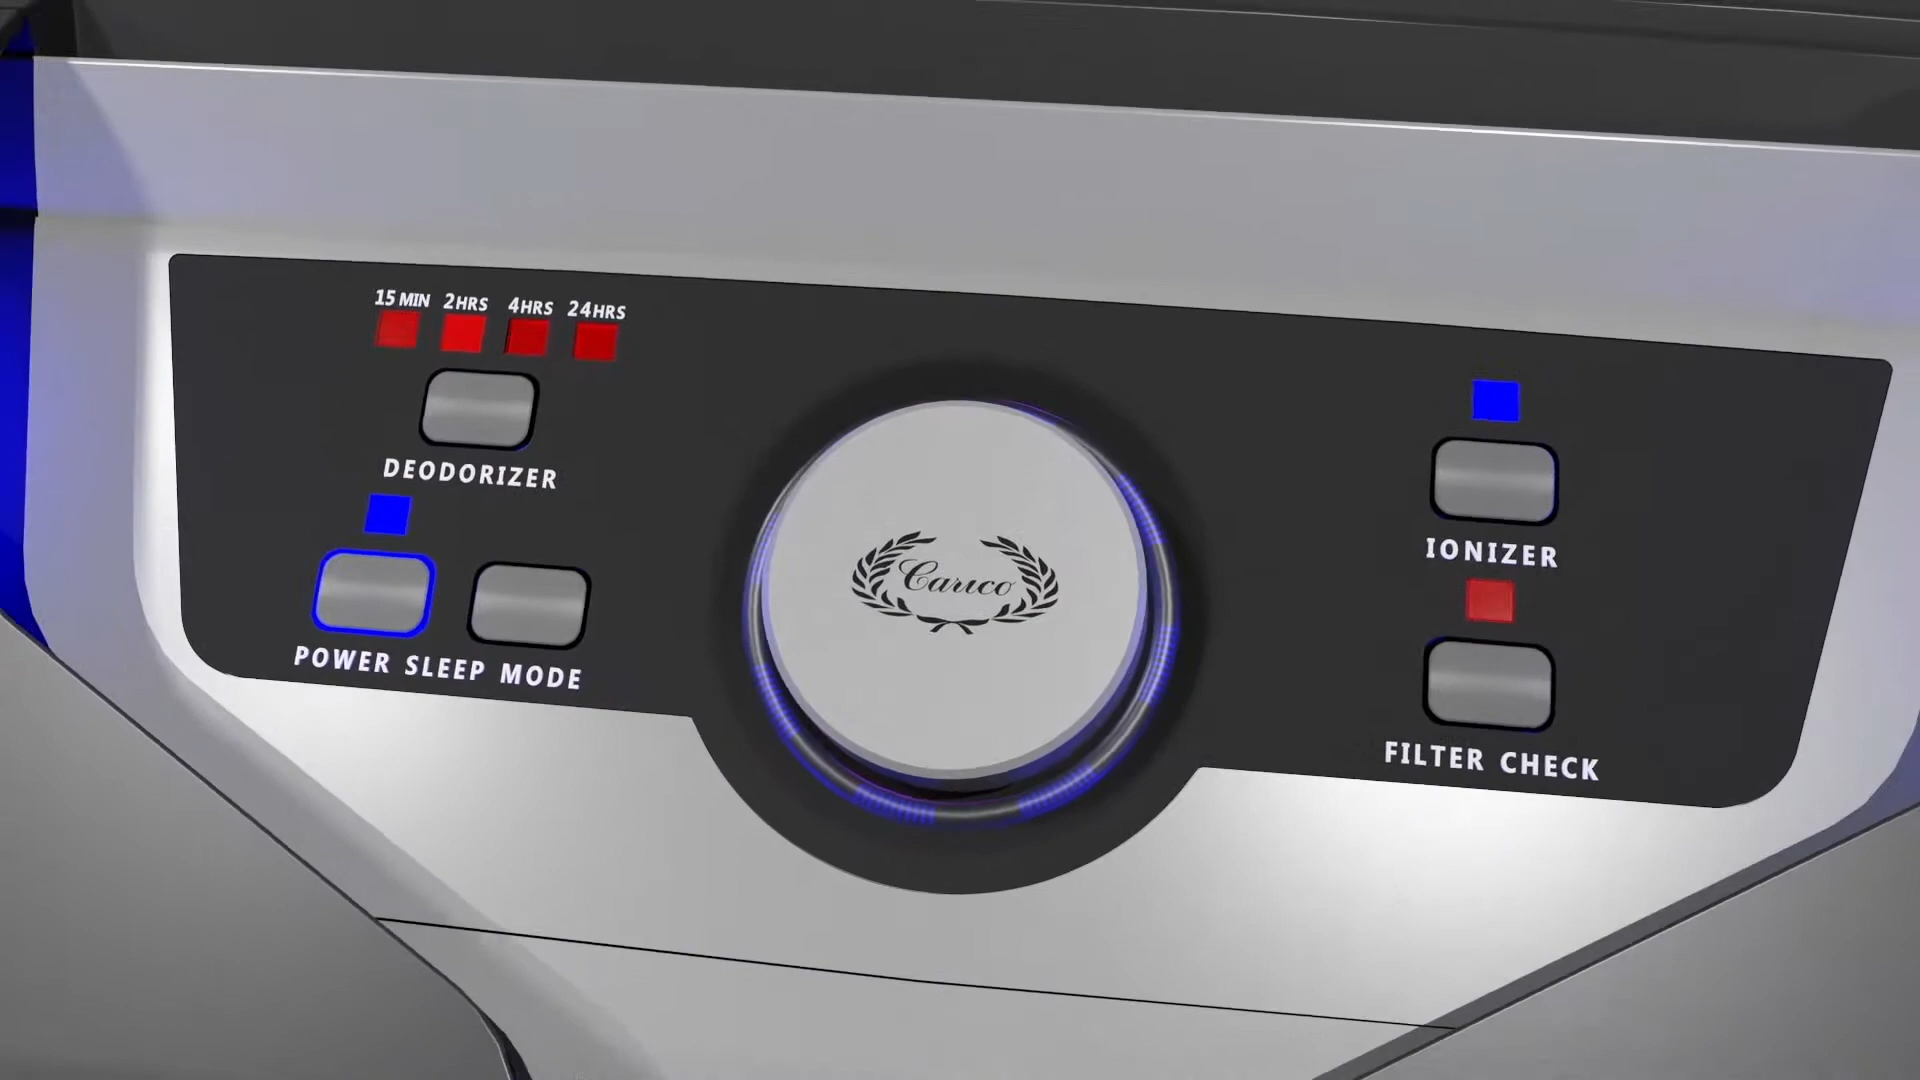 15 MIN 2HRS 4HRS 24HRS
DEODORIZER
POWER SLEEP MODE
Carico
IONIZER
FILTER CHECK